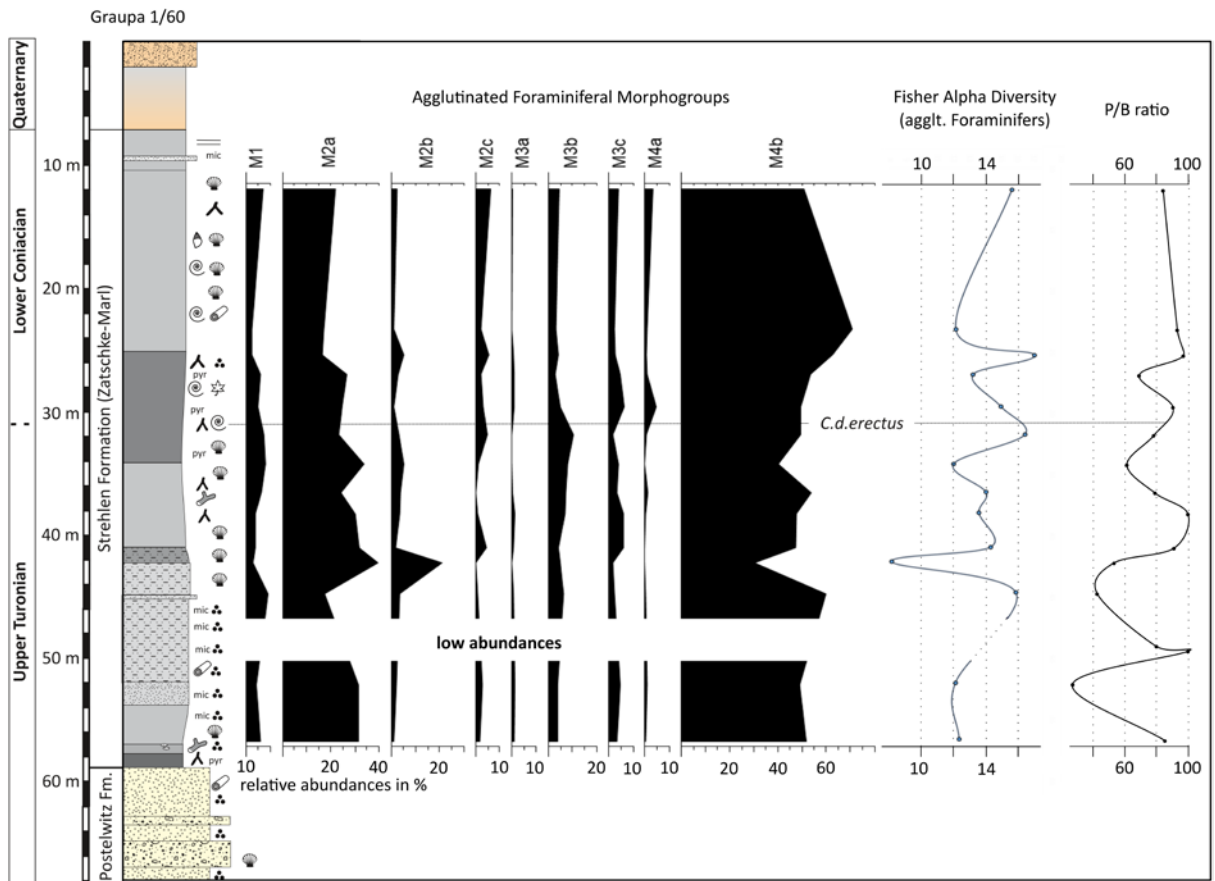 Graupa 1/60
Quaternary
Lower Coniacian
Upper Turonian
Strehlen Formation (Zatschke-Marl)
Postelwitz Fm.
10 m
20 m
30 m
40 m
50 m
60 m
mic
pyr
pyr
pyr
mic
mic
mic
mic
mic
pyr
Agglutinated Foraminiferal Morphogroups
M1
M2a
M2b
M2c
M3a
M3b
M3c
M4a
M4b
Fisher Alpha Diversity
(agglt. Foraminifers)
10 14
P/B ratio
60 100
C.d.erectus
low abundances
10 20 40 20 10 10 20 10 10 20 40 60
relative abundances in %
10 14
60 100